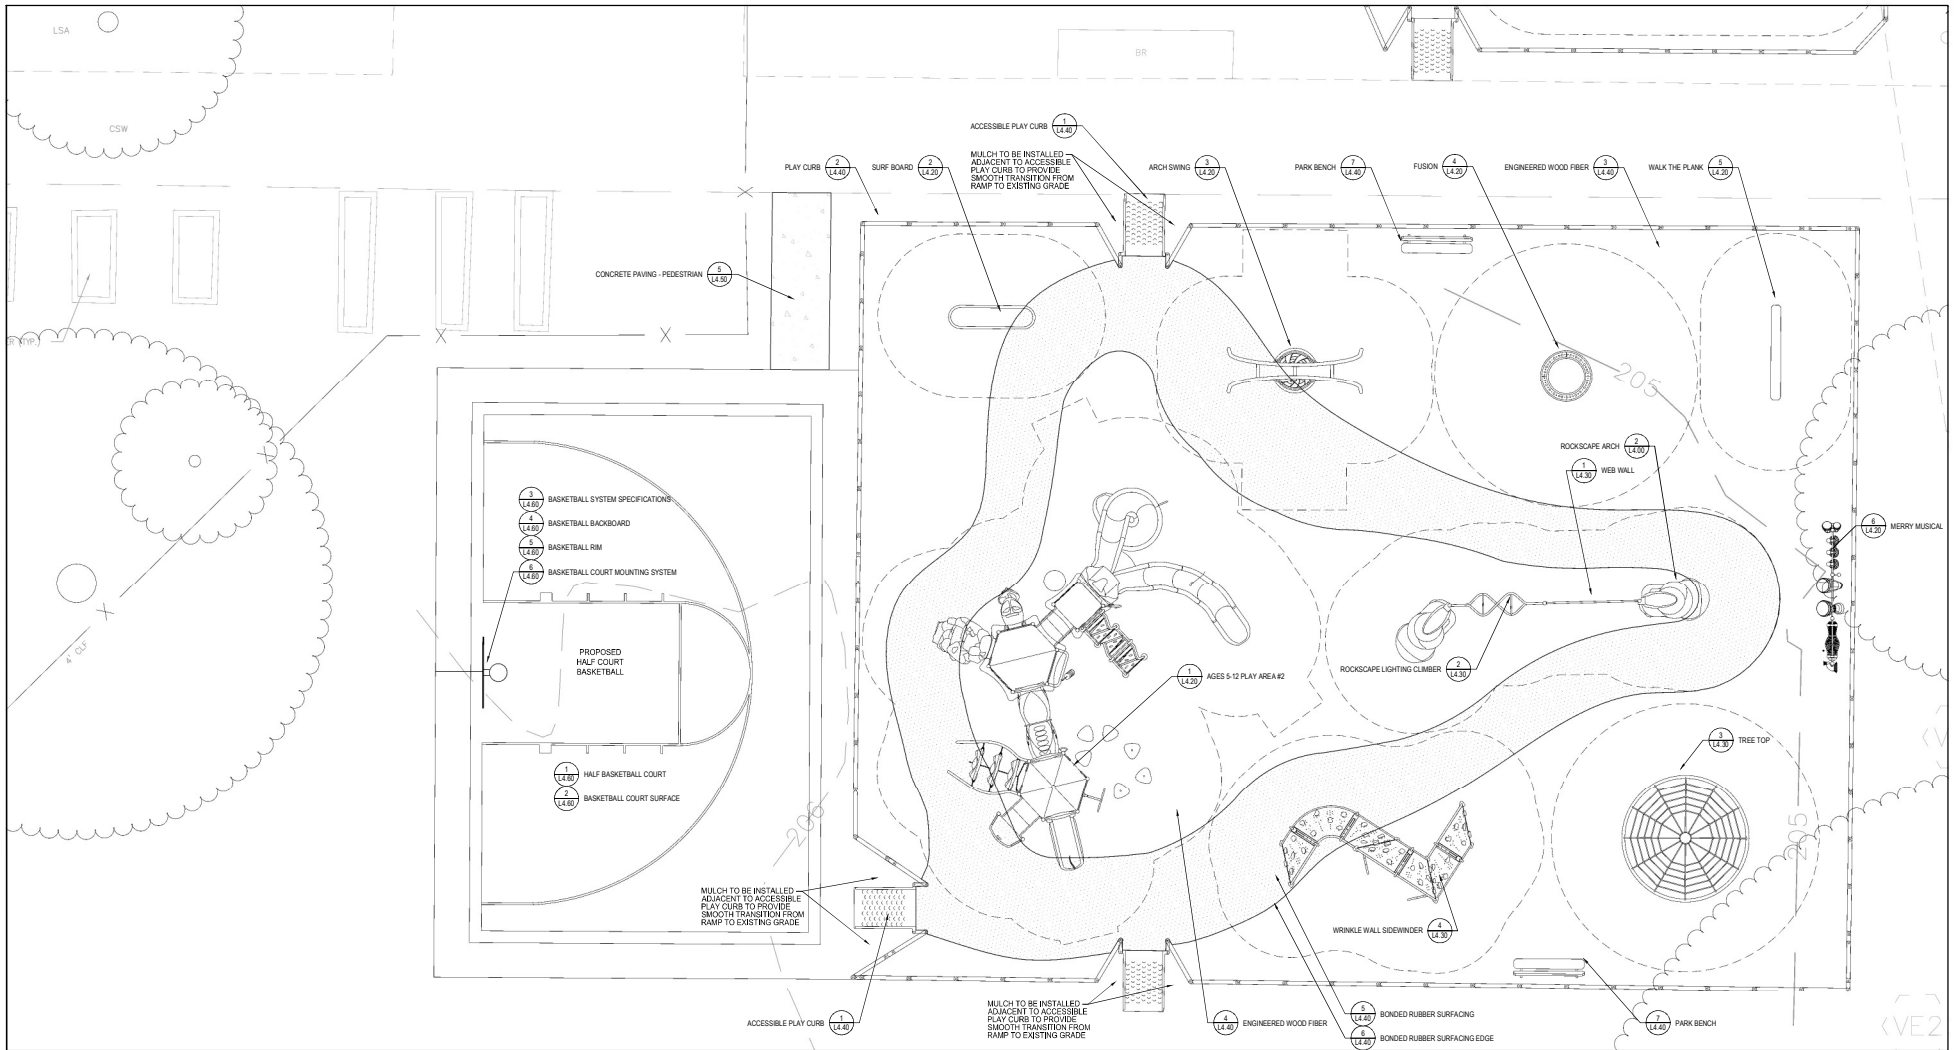 LSA
CSW
BR
1
L4.40
ACCESSIBLE PLAY CURB
MULCH TO BE INSTALLED
ADJACENT TO ACCESSIBLE
PLAY CURB TO PROVIDE
SMOOTH TRANSITION FROM
RAMP TO EXISTING GRADE
PLAY CURB
2
L4.40
SURF BOARD
2
L4.20
ARCH SWING
3
L4.20
PARK BENCH
7
L4.40
FUSION
4
L4.20
ENGINEERED WOOD FIBER
3
L4.40
WALK THE PLANK
5
L4.20
CONCRETE PAVING - PEDESTRIAN
5
L4.50
(TYP.)
205
ROCKSCAPE ARCH
2
L4.00
1
L4.30
WEB WALL
3
L4.60
BASKETBALL SYSTEM SPECIFICATIONS
4
L4.60
BASKETBALL BACKBOARD
5
L4.60
BASKETBALL RIM
6
L4.60
BASKETBALL COURT MOUNTING SYSTEM
6
L4.20
MERRY MUSICAL
4' CLF
PROPOSED
HALF COURT
BASKETBALL
ROCKSCAPE LIGHTING CLIMBER
2
L4.30
1
L4.20
AGES 5-12 PLAY AREA #2
3
L4.30
TREE TOP
1
L4.60
HALF BASKETBALL COURT
2
L4.60
BASKETBALL COURT SURFACE
206
205
MULCH TO BE INSTALLED
ADJACENT TO ACCESSIBLE
PLAY CURB TO PROVIDE
SMOOTH TRANSITION FROM
RAMP TO EXISTING GRADE
WRINKLE WALL SIDEWINDER
4
L4.30
ACCESSIBLE PLAY CURB
1
L4.40
MULCH TO BE INSTALLED
ADJACENT TO ACCESSIBLE
PLAY CURB TO PROVIDE
SMOOTH TRANSITION FROM
RAMP TO EXISTING GRADE
4
L4.40
ENGINEERED WOOD FIBER
5
L4.40
BONDED RUBBER SURFACING
6
L4.40
BONDED RUBBER SURFACING EDGE
7
L4.40
PARK BENCH
VE2